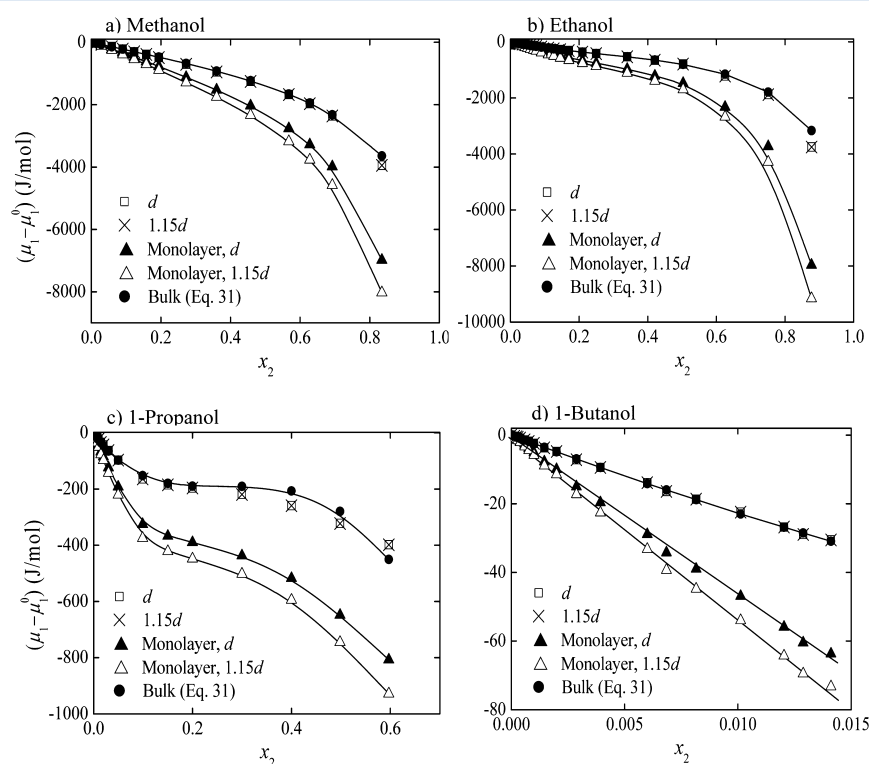 a) Methanol
0
-2000
-4000
-6000
-8000
0.0 0.2 0.4 0.6 0.8 1.0
x₂
(μ₁−μ₁⁰) (J/mol)
d
1.15d
Monolayer, d
Monolayer, 1.15d
Bulk (Eq. 31)
b) Ethanol
0
-2000
-4000
-6000
-8000
-10000
0.0 0.2 0.4 0.6 0.8 1.0
x₂
d
1.15d
Monolayer, d
Monolayer, 1.15d
Bulk (Eq. 31)
c) 1-Propanol
0
-200
-400
-600
-800
-1000
0.0 0.2 0.4 0.6
x₂
(μ₁−μ₁⁰) (J/mol)
d
1.15d
Monolayer, d
Monolayer, 1.15d
Bulk (Eq. 31)
d) 1-Butanol
0
-20
-40
-60
-80
0.000 0.005 0.010 0.015
x₂
d
1.15d
Monolayer, d
Monolayer, 1.15d
Bulk (Eq. 31)